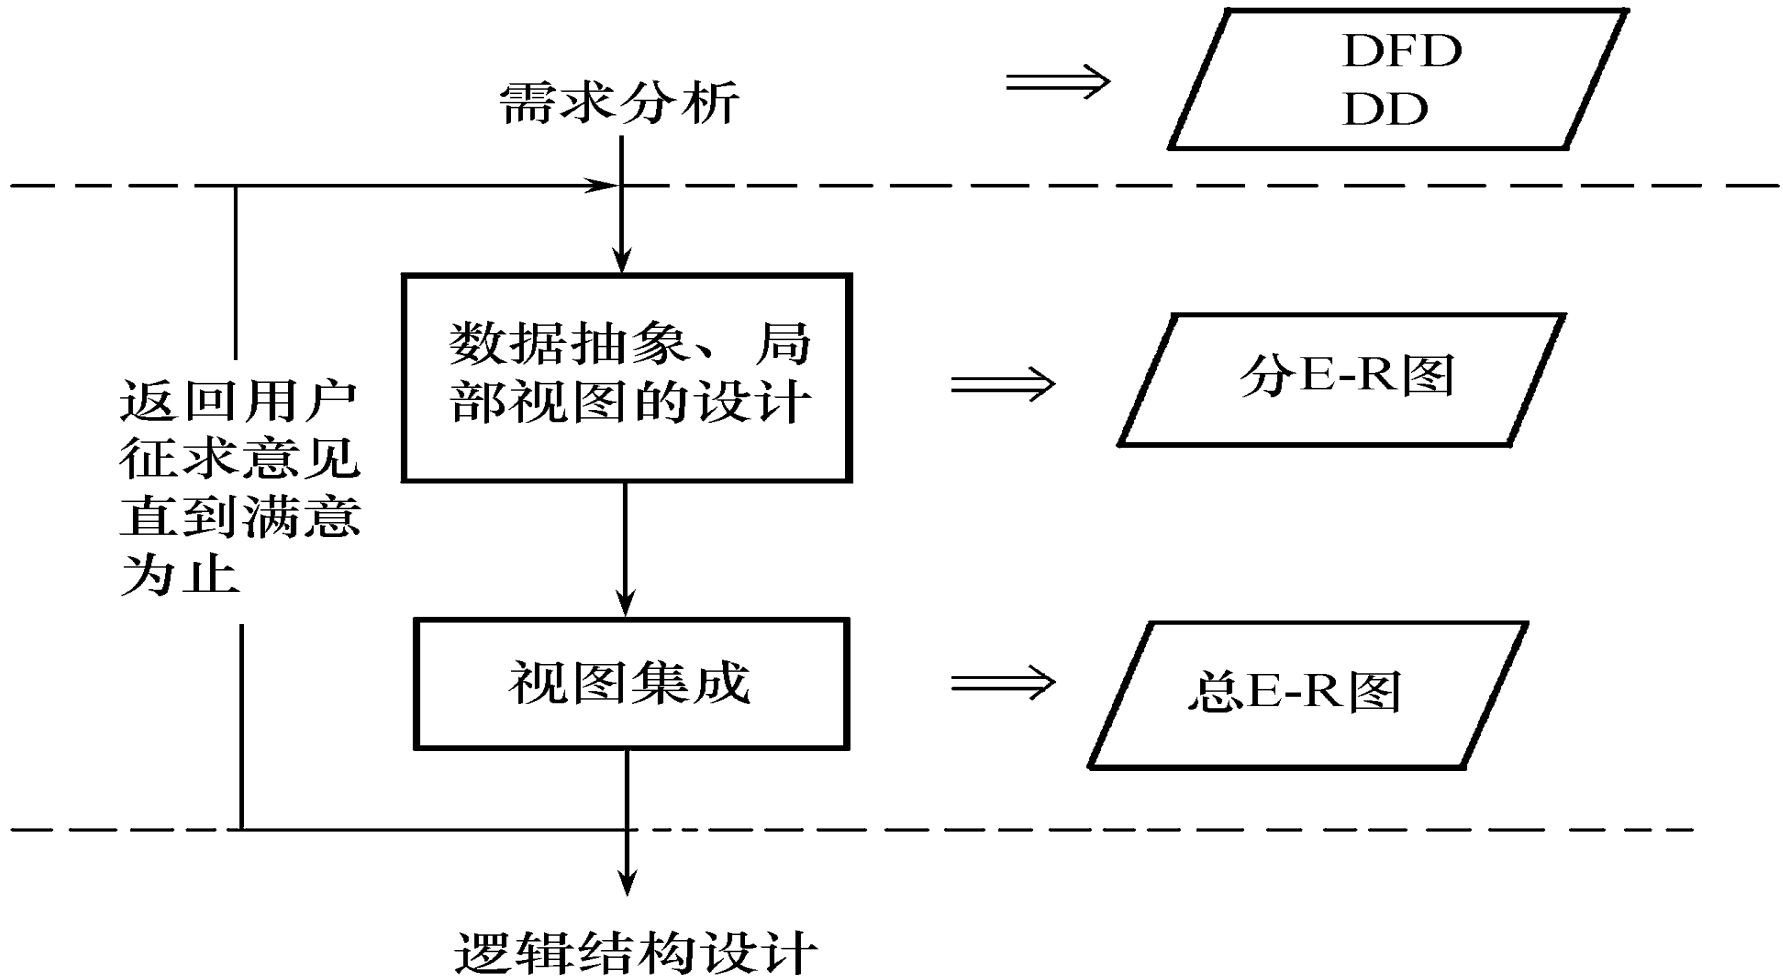 需求分析
DFD
DD
数据抽象、局
部视图的设计
分E-R图
返回用户
征求意见
直到满意
为止
视图集成
总E-R图
逻辑结构设计